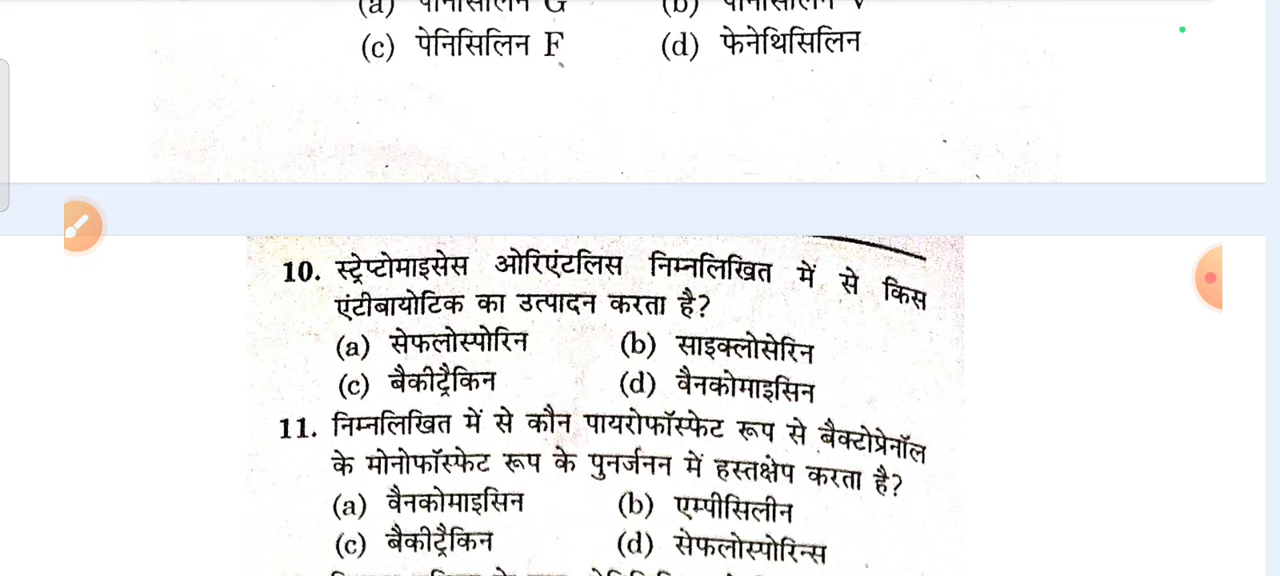 (c) पेनिसिलिन F (d) फेनेथिसिलिन
10. स्ट्रेप्टोमाइसेस ओरिएंटलिस निम्नलिखित में से किस
एंटीबायोटिक का उत्पादन करता है?
(a) सेफलोस्पोरिन (b) साइक्लोसेरिन
(c) बैकीट्रैकिन (d) वैनकोमाइसिन
11. निम्नलिखित में से कौन पायरोफॉस्फेट रूप से बैक्टोप्रेनॉल
के मोनोफॉस्फेट रूप के पुनर्जनन में हस्तक्षेप करता है?
(a) वैनकोमाइसिन (b) एम्पीसिलीन
(c) बैकीट्रैकिन (d) सेफलोस्पोरिन्स